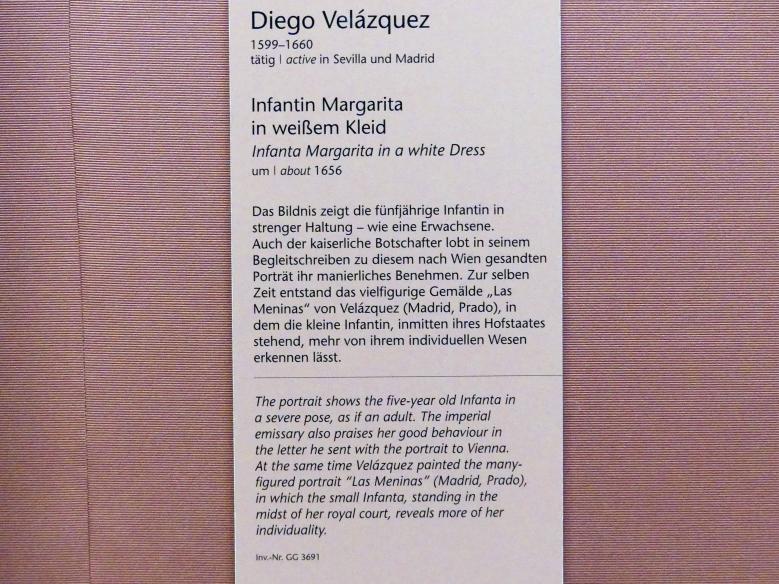 Diego Velázquez
1599–1660
tätig | active in Sevilla und Madrid
Infantin Margarita
in weißem Kleid
Infanta Margarita in a white Dress
um | about 1656
Das Bildnis zeigt die fünfjährige Infantin in
strenger Haltung – wie eine Erwachsene.
Auch der kaiserliche Botschafter lobt in seinem
Begleitschreiben zu diesem nach Wien gesandten
Porträt ihr manierliches Benehmen. Zur selben
Zeit entstand das vielfigurige Gemälde „Las
Meninas“ von Velázquez (Madrid, Prado), in
dem die kleine Infantin, inmitten ihres Hofstaates
stehend, mehr von ihrem individuellen Wesen
erkennen lässt.
The portrait shows the five-year old Infanta in
a severe pose, as if an adult. The imperial
emissary also praises her good behaviour in
the letter he sent with the portrait to Vienna.
At the same time Velázquez painted the many-
figured portrait “Las Meninas” (Madrid, Prado),
in which the small Infanta, standing in the
midst of her royal court, reveals more of her
individuality.
Inv.-Nr. GG 3691